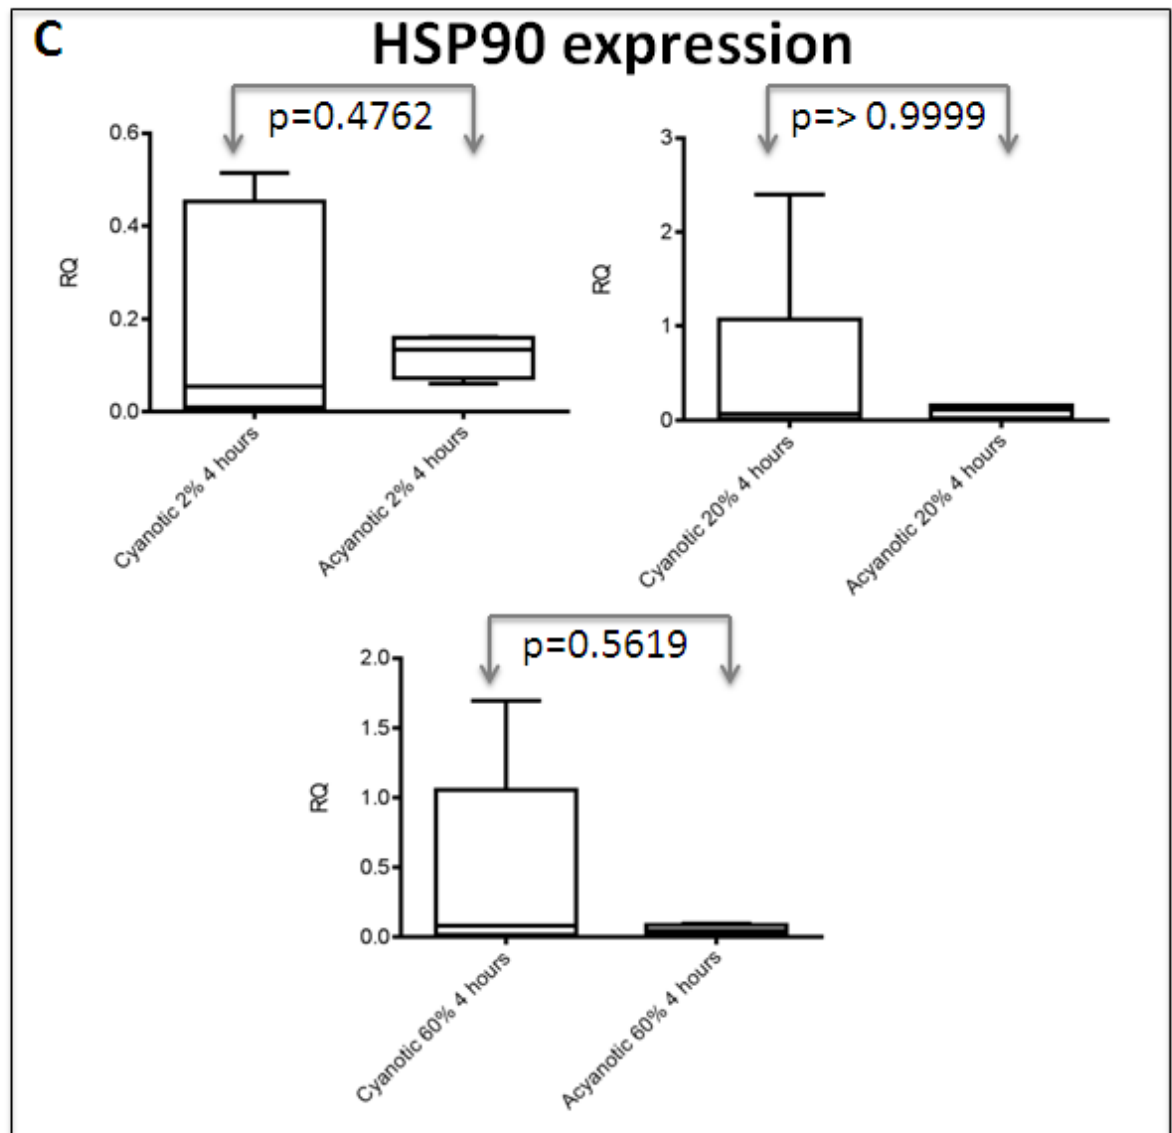 C HSP90 expression
p=0.4762
0.6
0.4
0.2
0.0
RQ
Cyanotic 2% 4 hours
Acyanotic 2% 4 hours
p=> 0.9999
3
2
1
0
RQ
Cyanotic 20% 4 hours
Acyanotic 20% 4 hours
p=0.5619
2.0
1.5
1.0
0.5
0.0
RQ
Cyanotic 60% 4 hours
Acyanotic 60% 4 hours